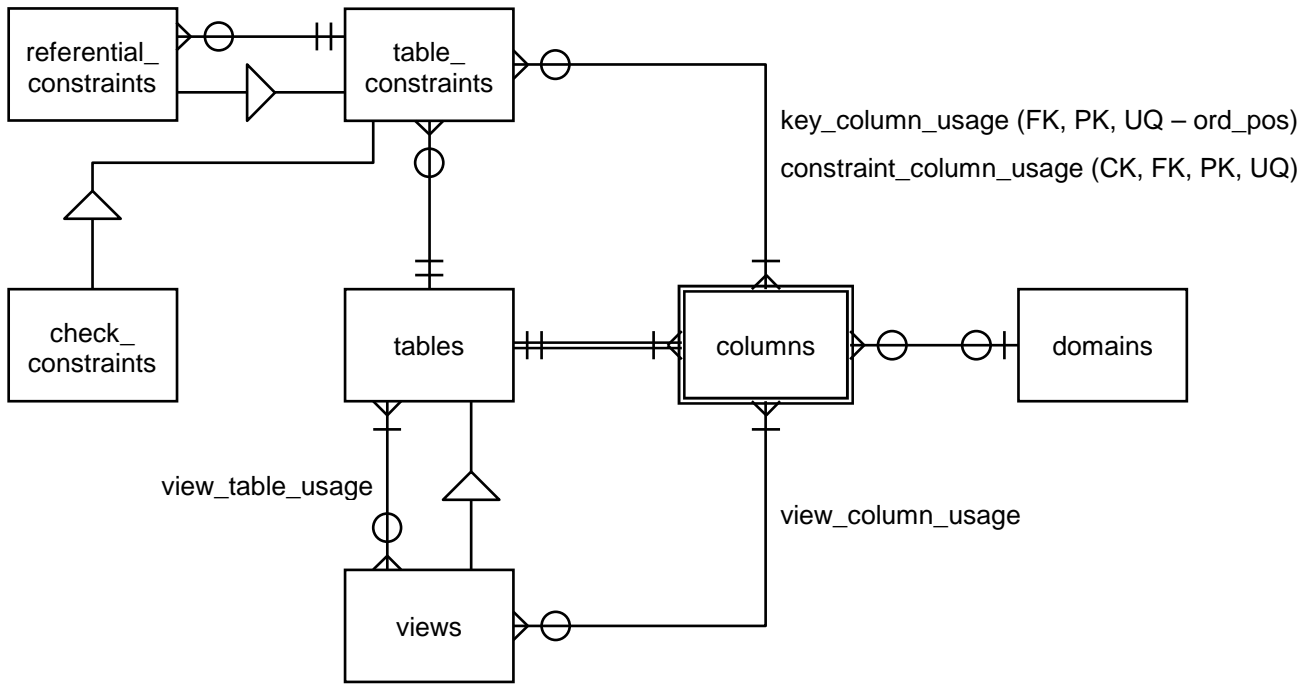 referential_
constraints
table_
constraints
key_column_usage (FK, PK, UQ – ord_pos)
constraint_column_usage (CK, FK, PK, UQ)
check_
constraints
tables
columns
domains
view_table_usage
view_column_usage
views